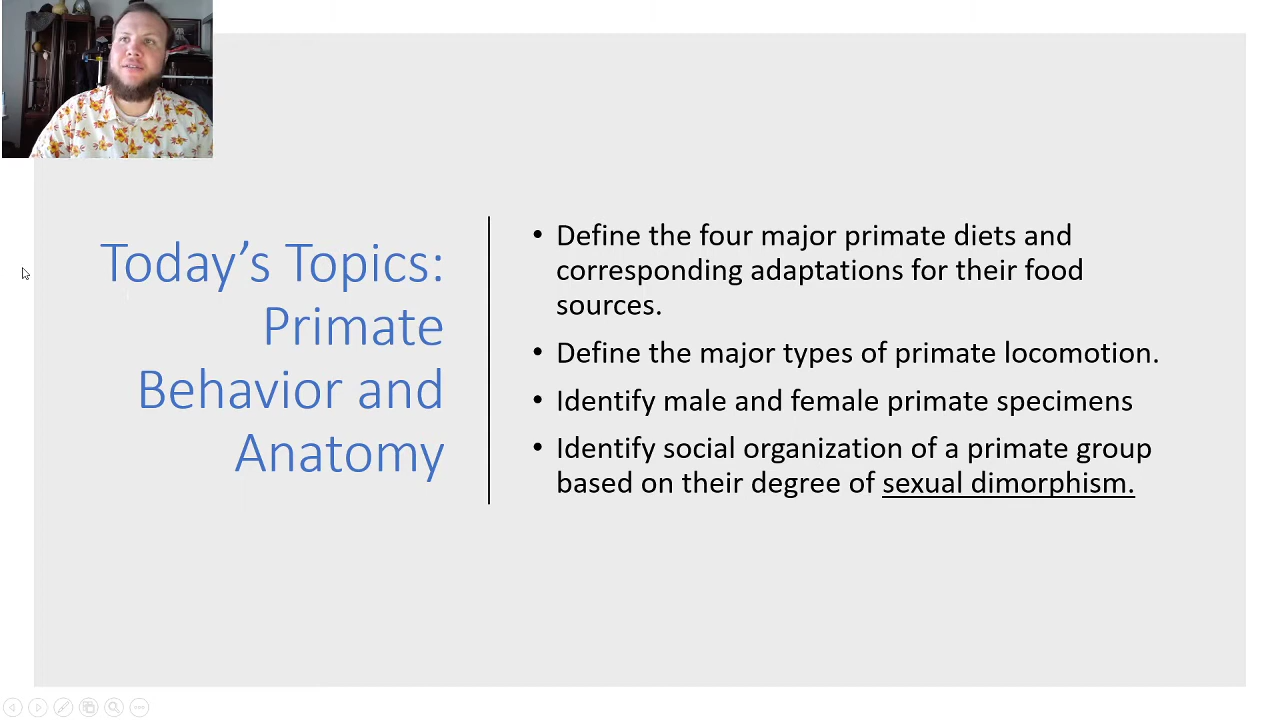 Today’s Topics:
Primate
Behavior and
Anatomy
• Define the four major primate diets and
corresponding adaptations for their food
sources.
• Define the major types of primate locomotion.
• Identify male and female primate specimens
• Identify social organization of a primate group
based on their degree of sexual dimorphism.